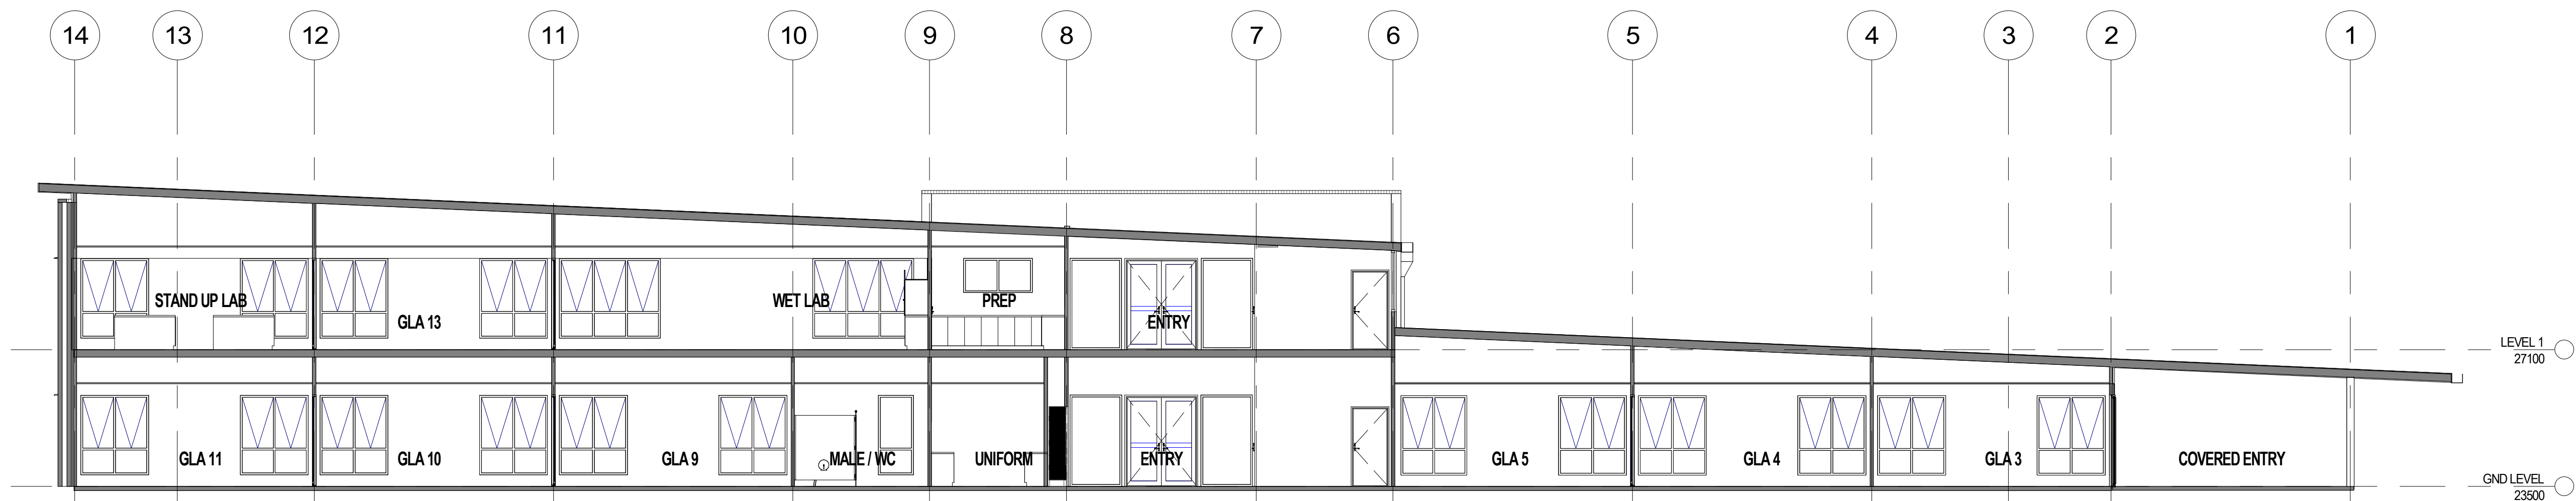 14 13 12 11 10 9 8 7 6 5 4 3 2 1
STAND UP LAB
WET LAB
PREP
GLA 13
ENTRY
LEVEL 1
27100
GLA 11
GLA 10
GLA 9
MALE / WC
UNIFORM
ENTRY
GLA 5
GLA 4
GLA 3
COVERED ENTRY
GND LEVEL
23500